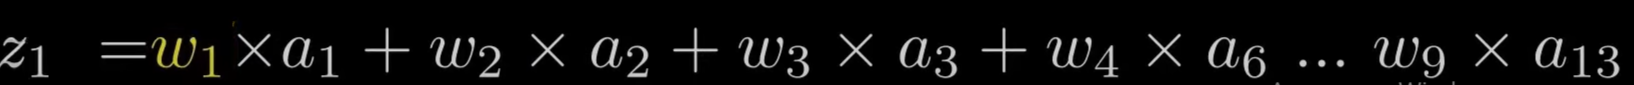 z₁ =w₁×a₁ + w₂ × a₂ + w₃ × a₃ + w₄ × a₆ ... w₉ × a₁₃